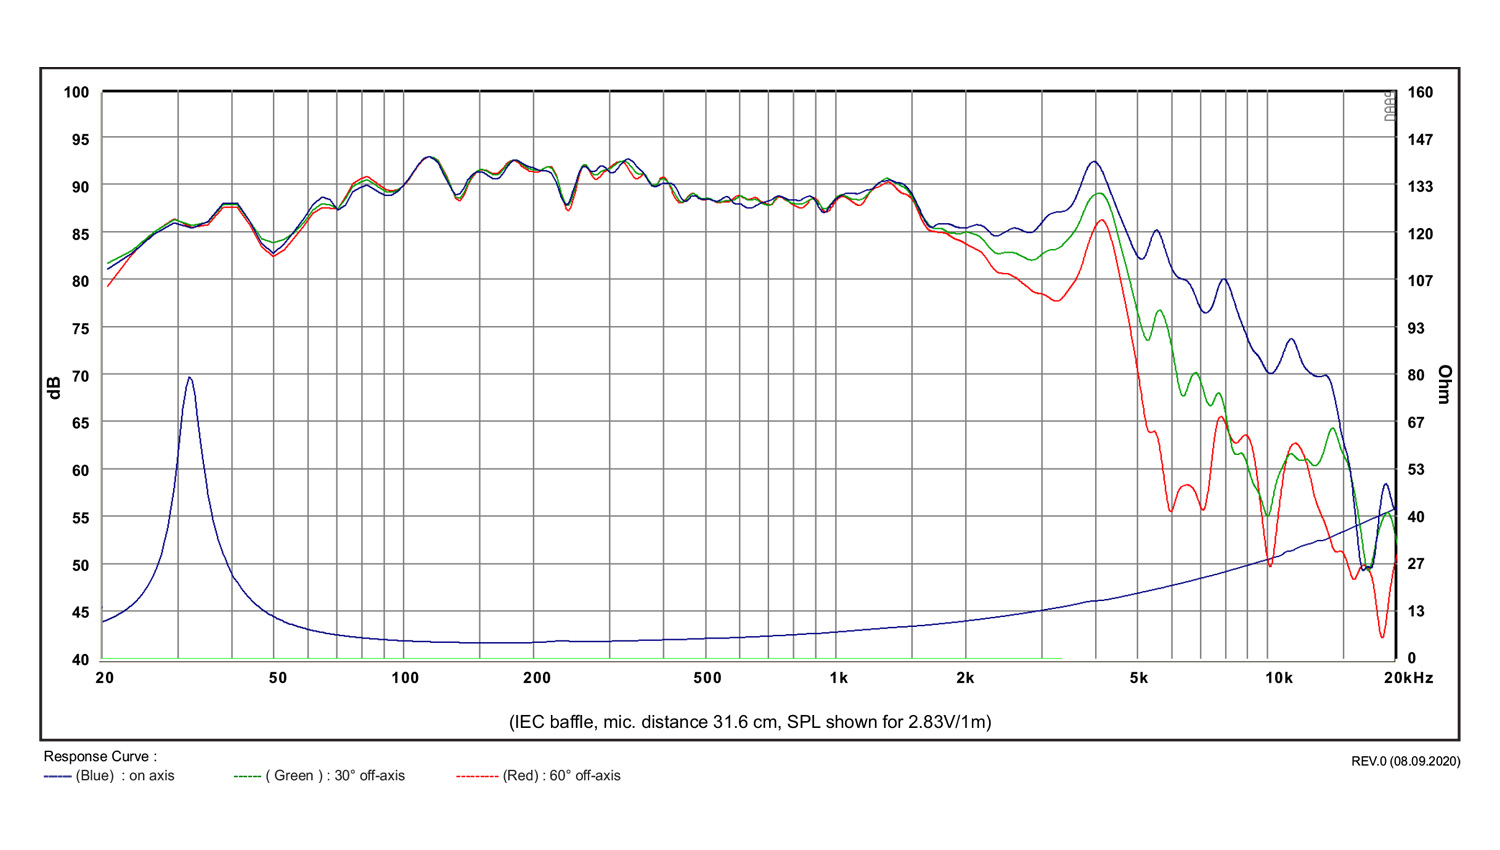 100 160
95 147
90 133
85 120
80 107
75 93
70 80
65 67
60 53
55 40
50 27
45 13
40 0
dB
Ohm
DAAS
20 50 100 200 500 1k 2k 5k 10k 20kHz
(IEC baffle, mic. distance 31.6 cm, SPL shown for 2.83V/1m)
Response Curve :
(Blue) : on axis ( Green ) : 30° off-axis (Red) : 60° off-axis
REV.0 (08.09.2020)